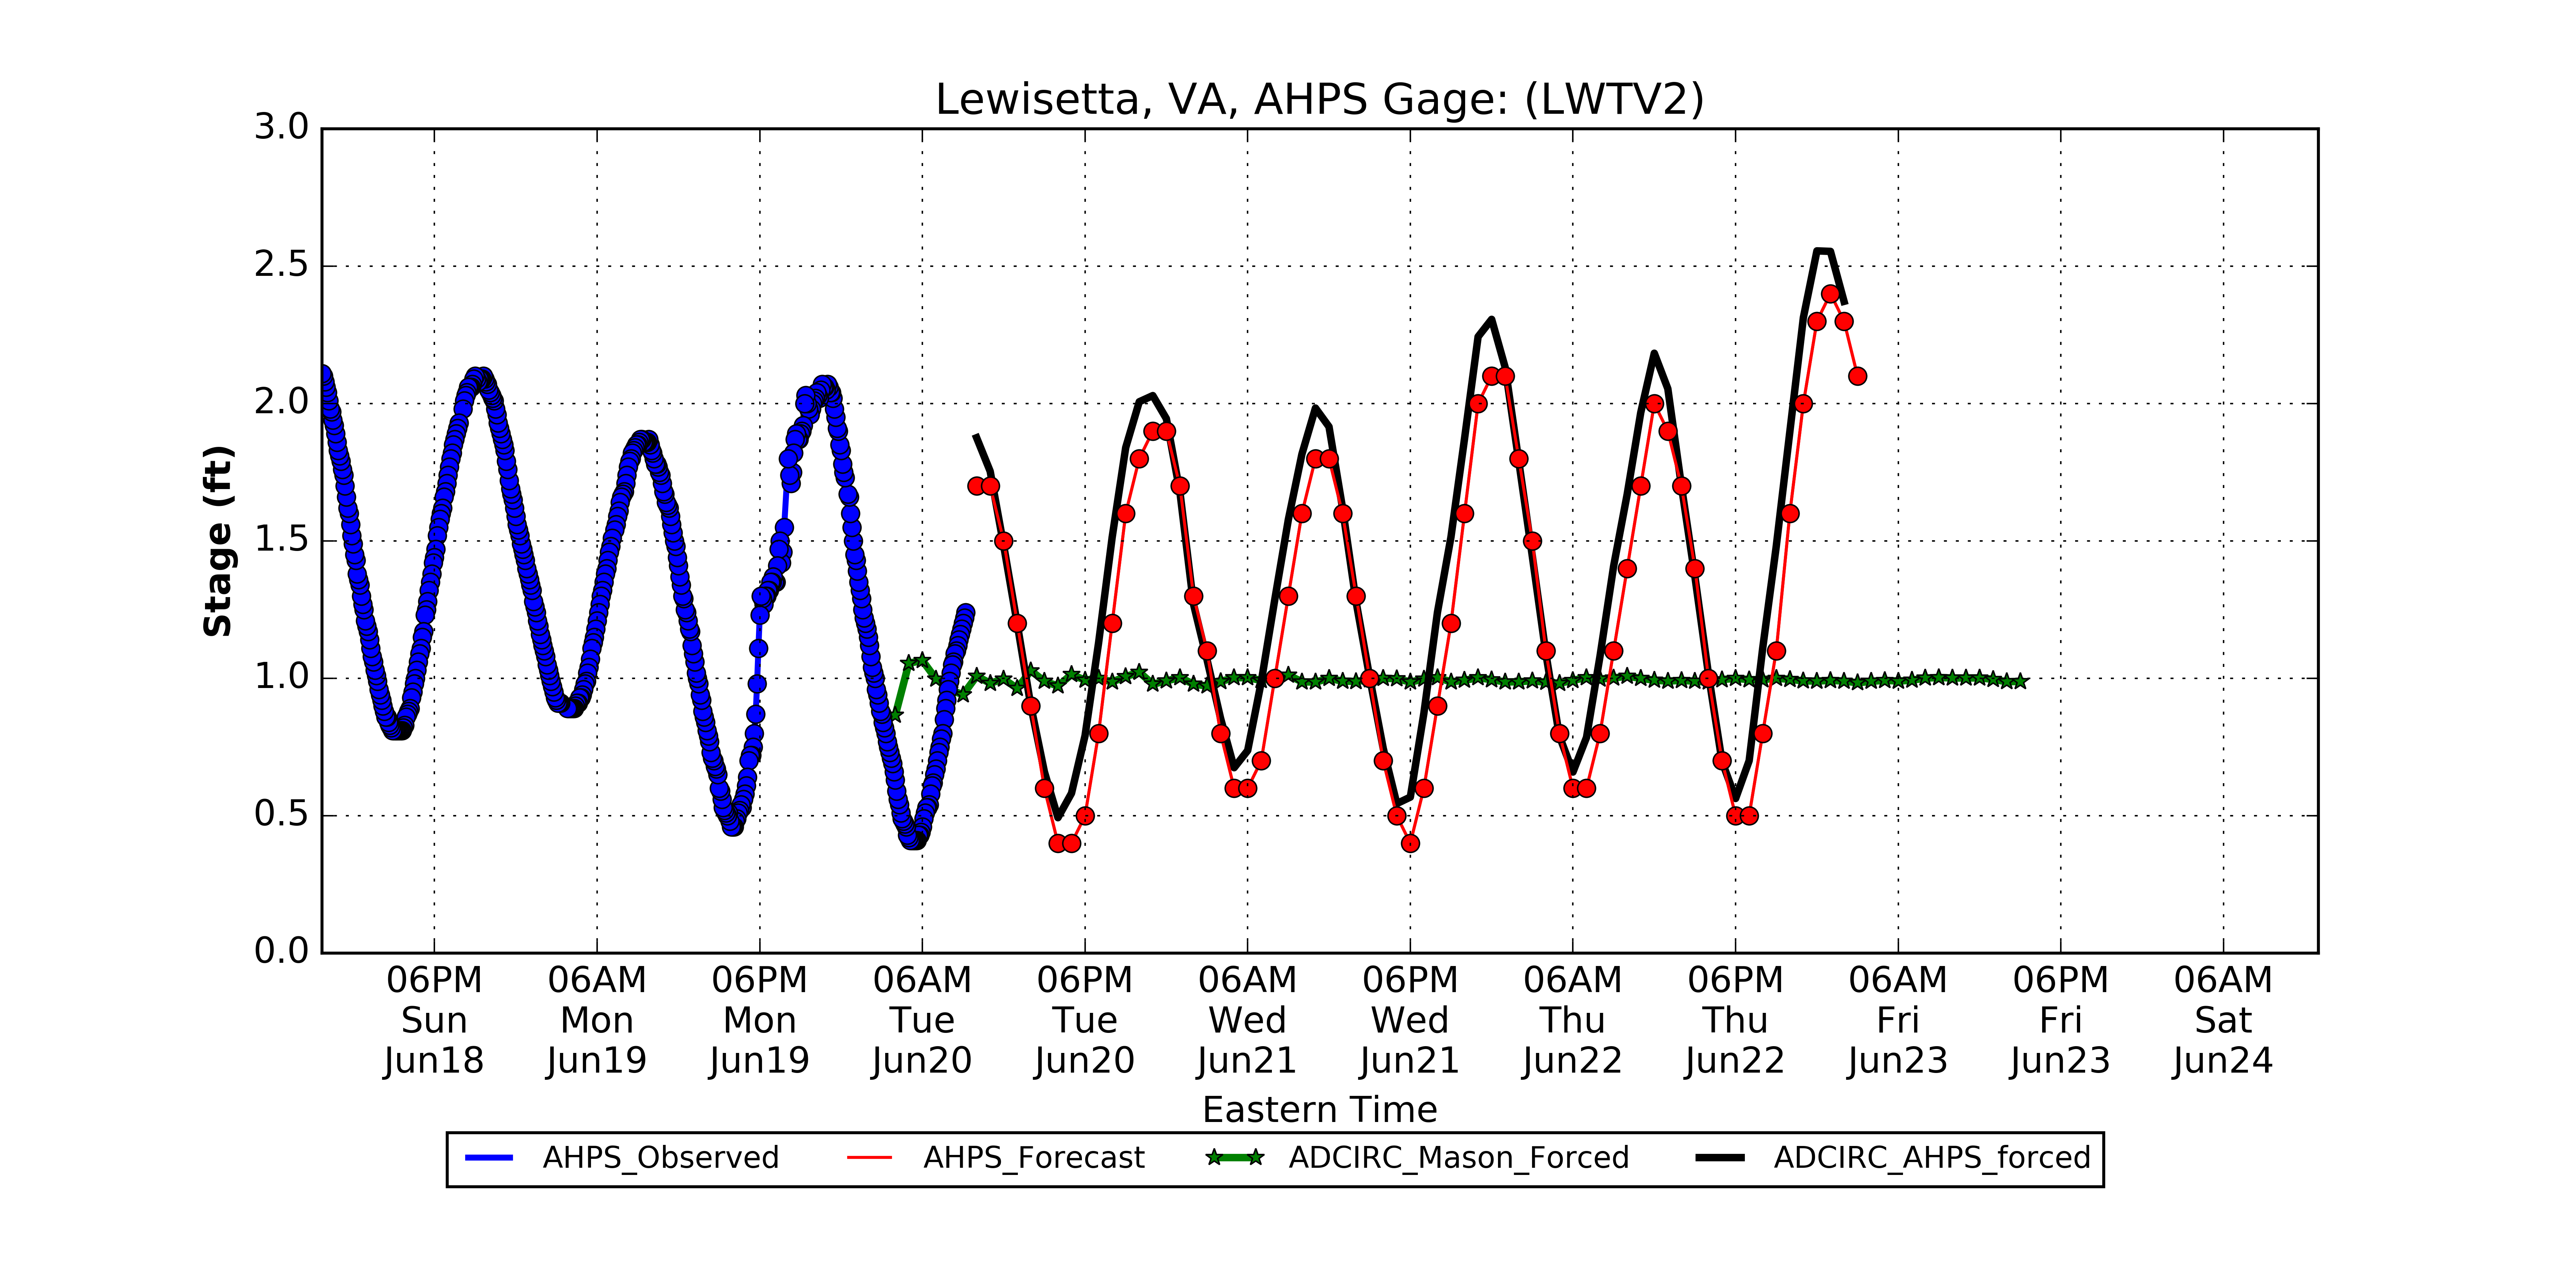 Lewisetta, VA, AHPS Gage: (LWTV2)
3.0
2.5
2.0
1.5
1.0
0.5
0.0
Stage (ft)
06PM 06AM 06PM 06AM 06PM 06AM 06PM 06AM 06PM 06AM 06PM 06AM
Sun Mon Mon Tue Tue Wed Wed Thu Thu Fri Fri Sat
Jun18 Jun19 Jun19 Jun20 Jun20 Jun21 Jun21 Jun22 Jun22 Jun23 Jun23 Jun24
Eastern Time
AHPS_Observed AHPS_Forecast ADCIRC_Mason_Forced ADCIRC_AHPS_forced